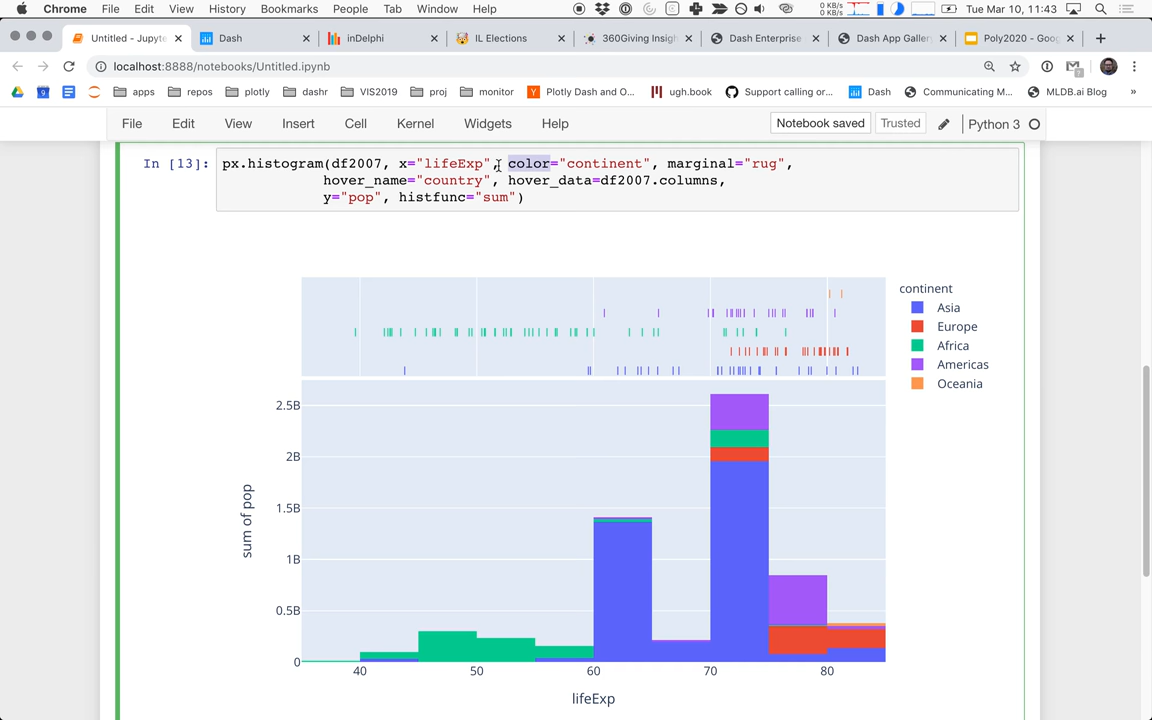 Chrome File Edit View History Bookmarks People Tab Window Help 0 KB/s 0 KB/s Tue Mar 10, 11:43
Untitled - Jupyte Dash inDelphi IL Elections 360Giving Insigh Dash Enterprise Dash App Galler Poly2020 - Goog
localhost:8888/notebooks/Untitled.ipynb
apps repos plotly dashr VIS2019 proj monitor Plotly Dash and O... ugh.book Support calling or... Dash Communicating M... MLDB.ai Blog »
File Edit View Insert Cell Kernel Widgets Help Notebook saved Trusted Python 3
In [13]: px.histogram(df2007, x="lifeExp", color="continent", marginal="rug",
hover_name="country", hover_data=df2007.columns,
y="pop", histfunc="sum")
continent
Asia
Europe
Africa
Americas
Oceania
2.5B
2B
1.5B
1B
0.5B
0
sum of pop
40 50 60 70 80
lifeExp